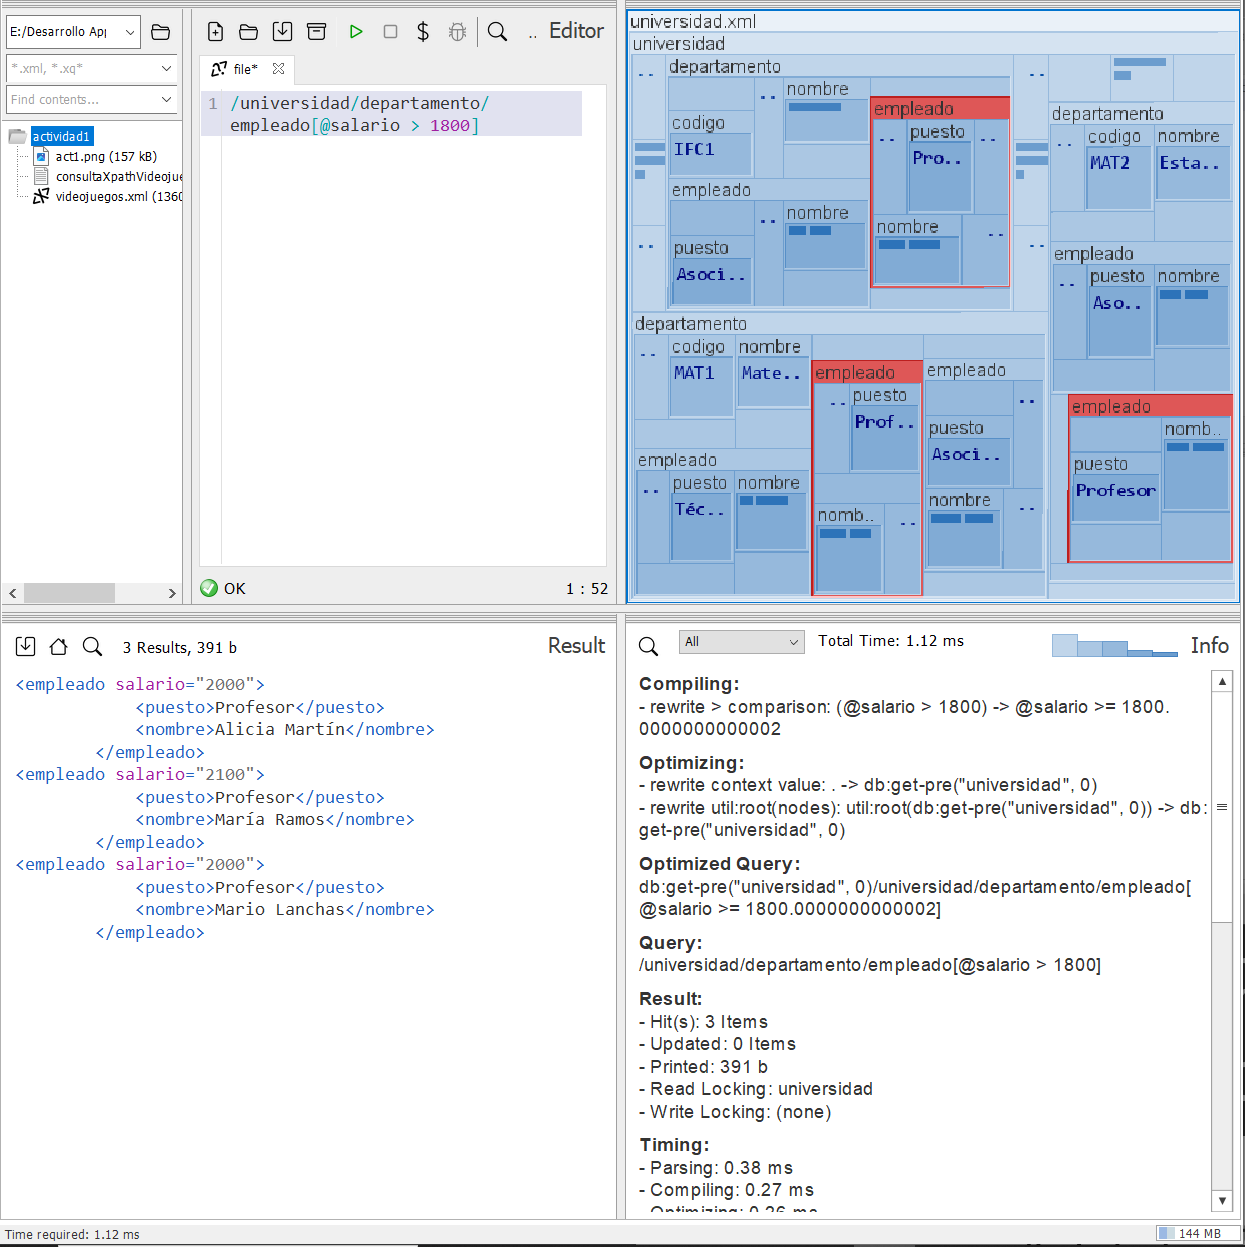 E:/Desarrollo Ap
*.xml, *.xq*
Find contents...
actividad1
act1.png (157 kB)
consultaXpathVideojue
videojuegos.xml (1360
.. Editor
file*
1 /universidad/departamento/
empleado[@salario > 1800]
OK
1 : 52
universidad.xml
universidad
..
departamento
codigo
IFC1
..
nombre
empleado
..
puesto
Pro..
..
nombre
..
empleado
puesto
Asoci..
..
nombre
..
..
..
departamento
..
codigo
MAT2
nombre
Esta..
empleado
..
puesto
Aso..
nombre
empleado
puesto
Profesor
nomb..
departamento
..
codigo
MAT1
nombre
Mate..
empleado
..
puesto
Téc..
nombre
empleado
..
puesto
Prof..
nomb..
..
empleado
puesto
Asoci..
..
nombre
..
3 Results, 391 b
Result
<empleado salario="2000">
<puesto>Profesor</puesto>
<nombre>Alicia Martín</nombre>
</empleado>
<empleado salario="2100">
<puesto>Profesor</puesto>
<nombre>María Ramos</nombre>
</empleado>
<empleado salario="2000">
<puesto>Profesor</puesto>
<nombre>Mario Lanchas</nombre>
</empleado>
All
Total Time: 1.12 ms
Info
Compiling:
- rewrite > comparison: (@salario > 1800) -> @salario >= 1800.
0000000000002
Optimizing:
- rewrite context value: . -> db:get-pre("universidad", 0)
- rewrite util:root(nodes): util:root(db:get-pre("universidad", 0)) -> db:
get-pre("universidad", 0)
Optimized Query:
db:get-pre("universidad", 0)/universidad/departamento/empleado[
@salario >= 1800.0000000000002]
Query:
/universidad/departamento/empleado[@salario > 1800]
Result:
- Hit(s): 3 Items
- Updated: 0 Items
- Printed: 391 b
- Read Locking: universidad
- Write Locking: (none)
Timing:
- Parsing: 0.38 ms
- Compiling: 0.27 ms
- Optimizing: 0.26 ms
Time required: 1.12 ms
144 MB